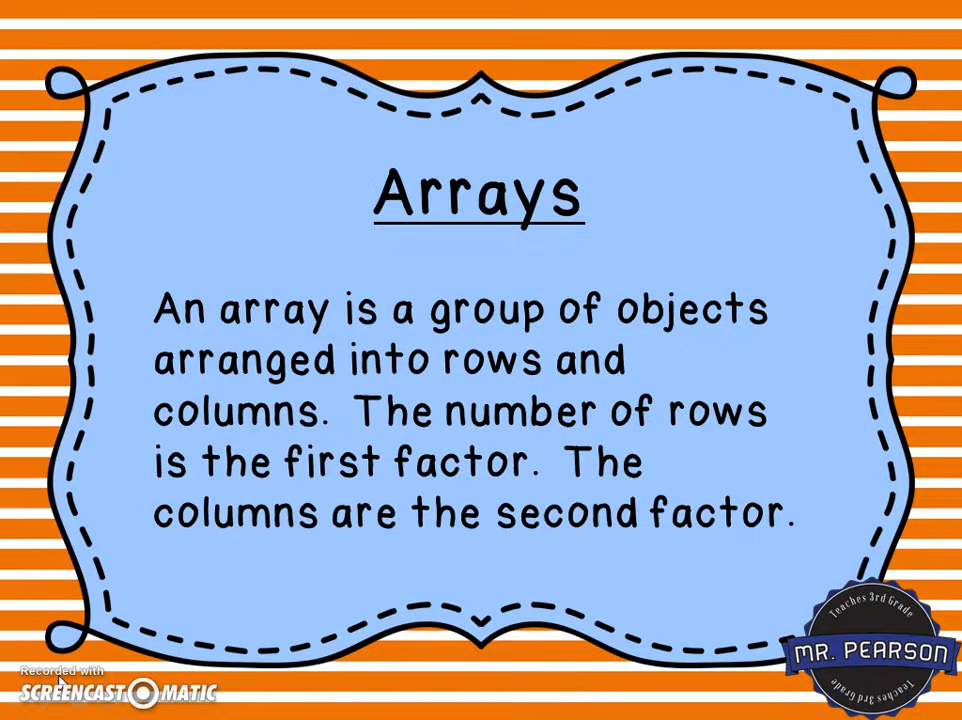 Arrays
An array is a group of objects
arranged into rows and
columns. The number of rows
is the first factor. The
columns are the second factor.
Teaches 3rd Grade
MR. PEARSON
Teaches 3rd Grade
Recorded with
SCREENCAST O MATIC